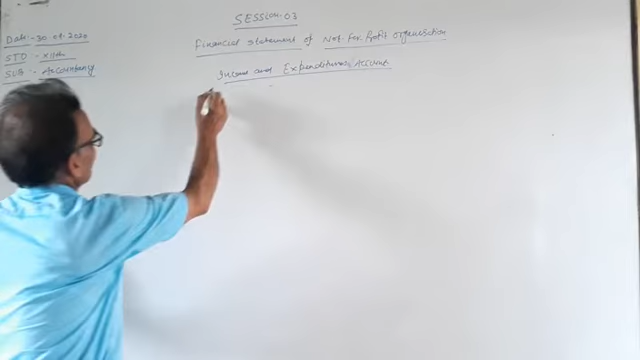 SESSION-03
Date:-30.09.2020
STD :- XIIth
SUB :- Accountancy
Financial statement of Not-For-Profit organisation
Income and Expenditure Account